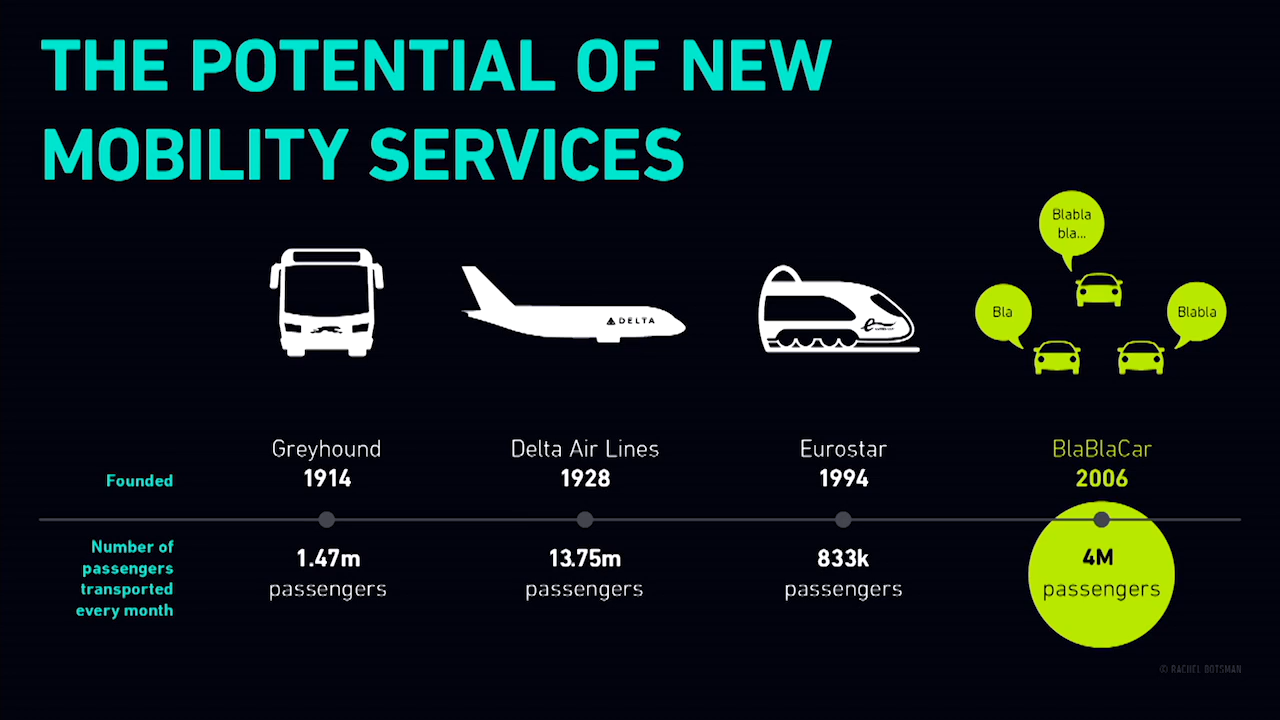 THE POTENTIAL OF NEW
MOBILITY SERVICES
Blabla
bla...
Bla
Blabla
DELTA
Greyhound
Delta Air Lines
Eurostar
BlaBlaCar
Founded
1914
1928
1994
2006
Number of
passengers
transported
every month
1.47m
passengers
13.75m
passengers
833k
passengers
4M
passengers
© RACHEL BOTSMAN